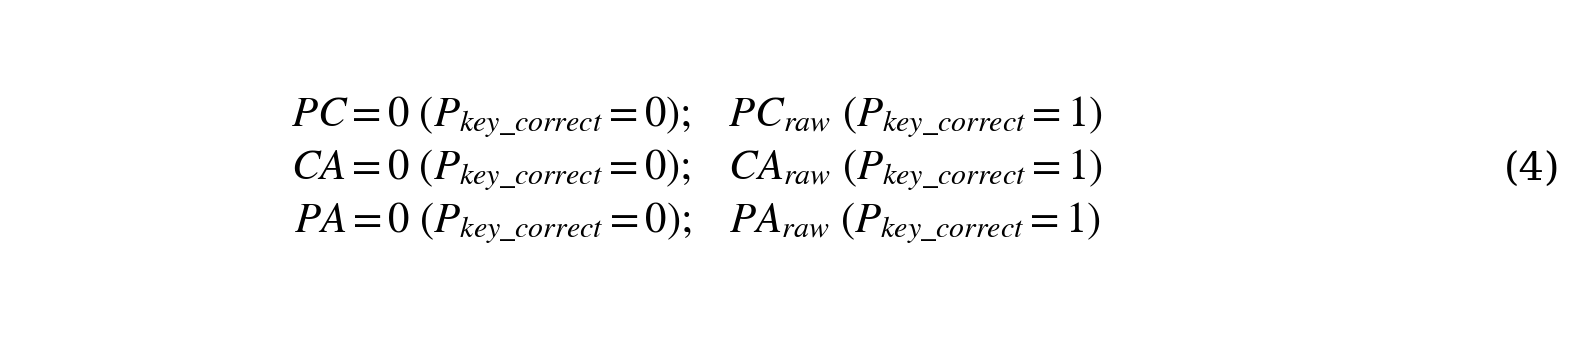 PC = 0 (P_key_correct = 0); PC_raw (P_key_correct = 1)
CA = 0 (P_key_correct = 0); CA_raw (P_key_correct = 1)
PA = 0 (P_key_correct = 0); PA_raw (P_key_correct = 1)
(4)